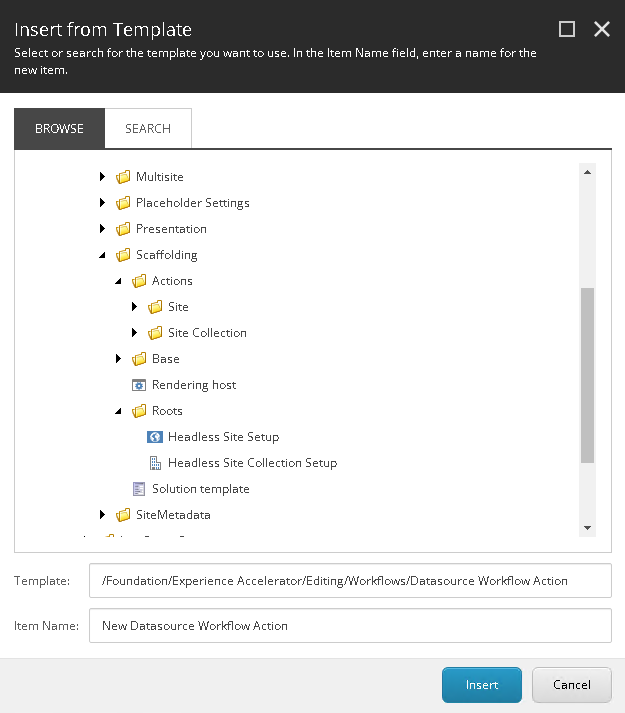 Insert from Template
Select or search for the template you want to use. In the Item Name field, enter a name for the
new item.
BROWSE
SEARCH
Multisite
Placeholder Settings
Presentation
Scaffolding
Actions
Site
Site Collection
Base
Rendering host
Roots
Headless Site Setup
Headless Site Collection Setup
Solution template
SiteMetadata
Template:
/Foundation/Experience Accelerator/Editing/Workflows/Datasource Workflow Action
Item Name:
New Datasource Workflow Action
Insert
Cancel